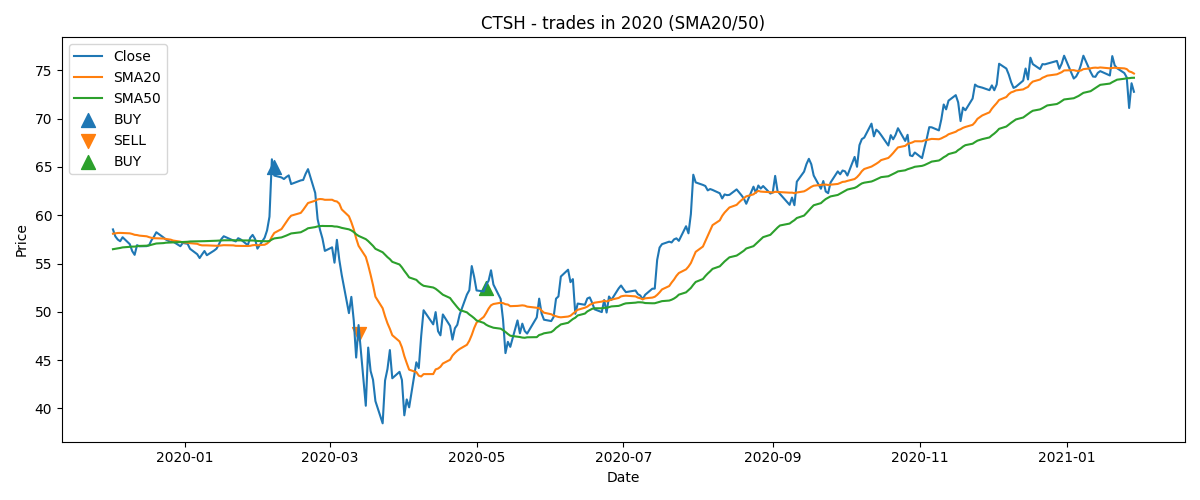 CTSH - trades in 2020 (SMA20/50)
Close
SMA20
SMA50
BUY
SELL
BUY
Price
75
70
65
60
55
50
45
40
2020-01
2020-03
2020-05
2020-07
2020-09
2020-11
2021-01
Date